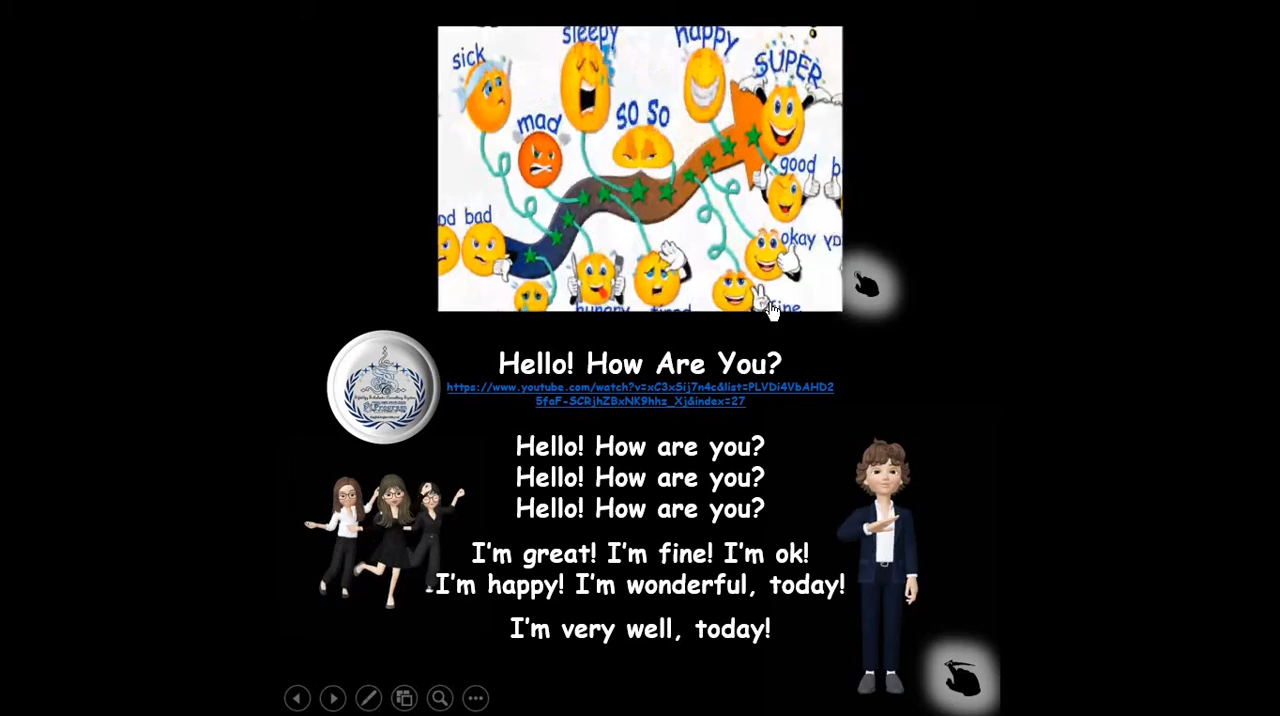 sick
sleepy
happy
SUPER
mad
so so
good
bad
okay
fine
Hello! How Are You?
https://www.youtube.com/watch?v=xC3xSij7n4c&list=PLVDi4VbAHD2
5faF-SCRjhZBxNK9hhz_Xj&index=27
Hello! How are you?
Hello! How are you?
Hello! How are you?
I'm great! I'm fine! I'm ok!
I'm happy! I'm wonderful, today!
I'm very well, today!